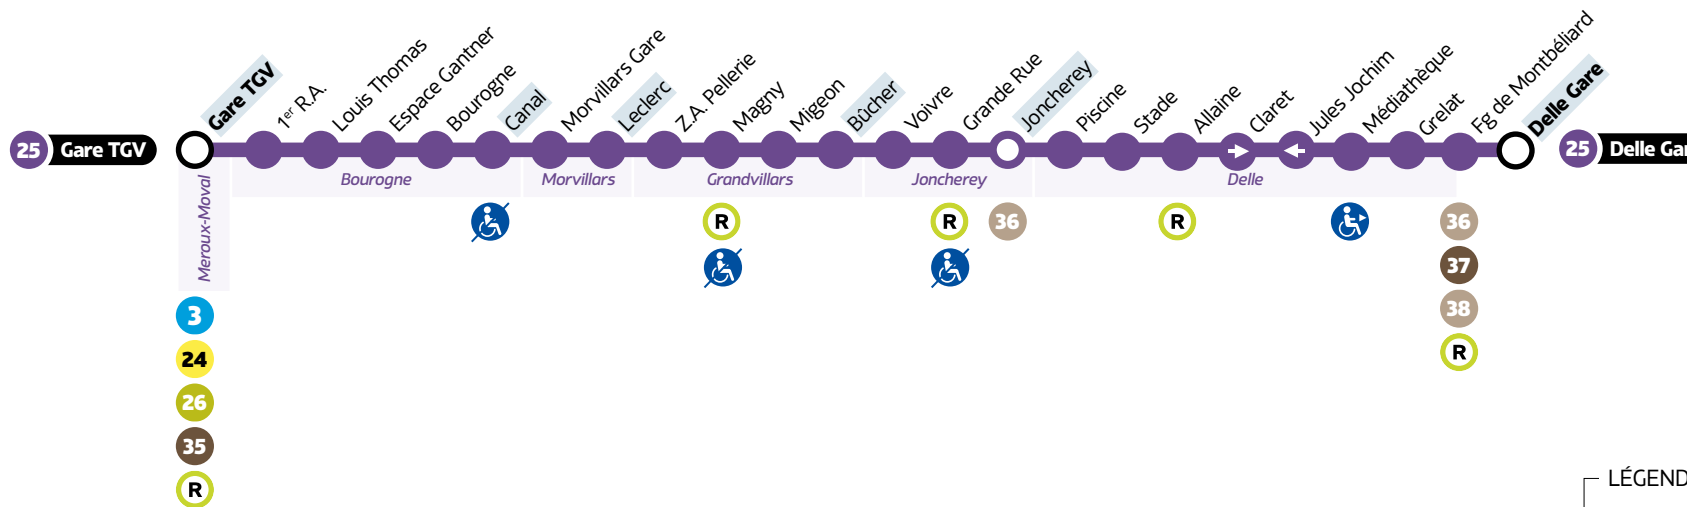 25 Gare TGV
Gare TGV
1er R.A.
Louis Thomas
Espace Gantner
Bourogne
Canal
Morvillars Gare
Leclerc
Z.A. Pellerie
Magny
Migeon
Bûcher
Voivre
Grande Rue
Joncherey
Piscine
Stade
Allaine
Claret
Jules Jochim
Médiathèque
Grelat
Fg de Montbéliard
Delle Gare
25 Delle Gar
Meroux-Moval
Bourogne
Morvillars
Grandvillars
Joncherey
Delle
R
R
36
R
36
37
38
R
3
24
26
35
R
LÉGEND